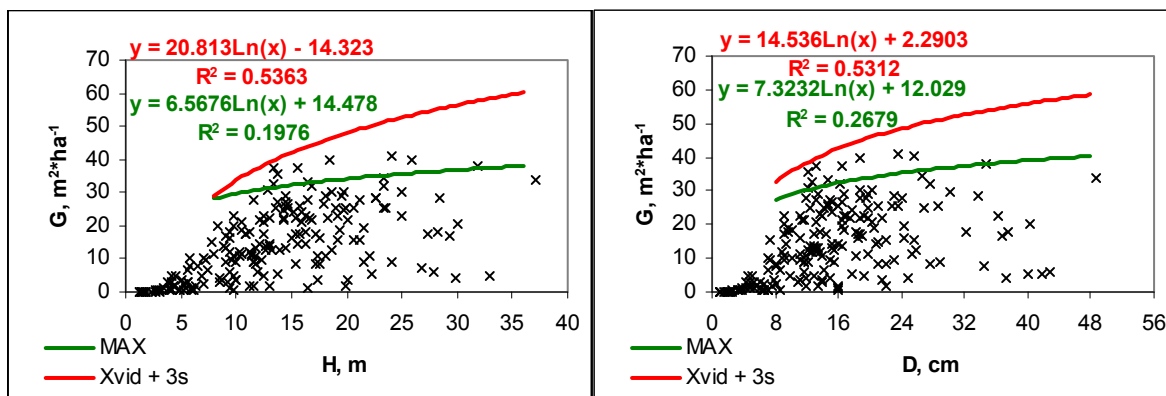 y = 20.813Ln(x) - 14.323
R² = 0.5363
y = 6.5676Ln(x) + 14.478
R² = 0.1976
70
60
50
40
30
20
10
0
G, m²*ha⁻¹
0 5 10 15 20 25 30 35 40
H, m
MAX
Xvid + 3s
y = 14.536Ln(x) + 2.2903
R² = 0.5312
y = 7.3232Ln(x) + 12.029
R² = 0.2679
70
60
50
40
30
20
10
0
G, m²*ha⁻¹
0 8 16 24 32 40 48 56
D, cm
MAX
Xvid + 3s